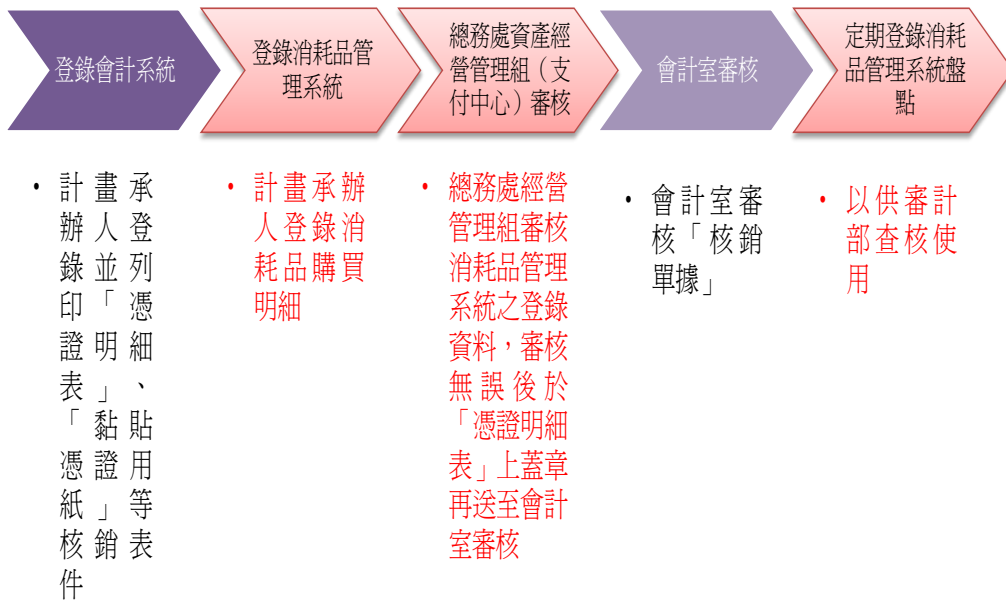 登錄會計系統
登錄消耗品管
理系統
總務處資產經
營管理組（支
付中心）審核
會計室審核
定期登錄消耗
品管理系統盤
點
• 計畫承
辦人登
錄並列
印「憑
證明細
表」、
「黏貼
憑證用
紙」等
核銷表
件
• 計畫承辦
人登錄消
耗品購買
明細
• 總務處經營
管理組審核
消耗品管理
系統之登錄
資料，審核
無誤後於
「憑證明細
表」上蓋章
再送至會計
室審核
• 會計室審
核「核銷
單據」
• 以供審計
部查核使
用